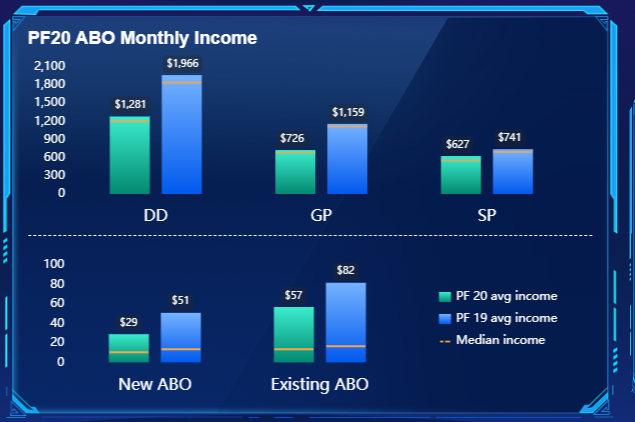 PF20 ABO Monthly Income
2,100
1,800
1,500
1,200
900
600
300
0
$1,281
$1,966
$726
$1,159
$627
$741
DD
GP
SP
100
80
60
40
20
0
$29
$51
$57
$82
New ABO
Existing ABO
PF 20 avg income
PF 19 avg income
Median income